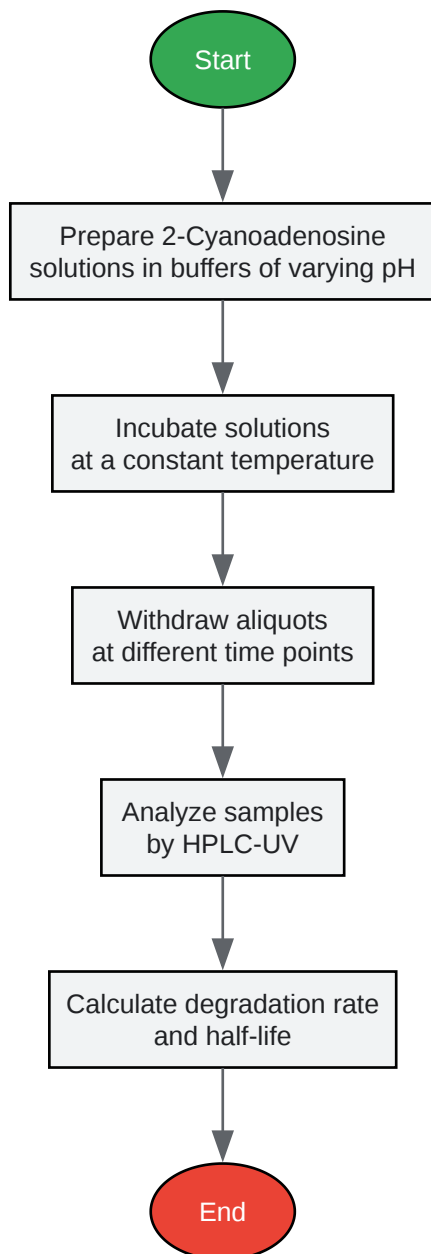 Start
Prepare 2-Cyanoadenosine
solutions in buffers of varying pH
Incubate solutions
at a constant temperature
Withdraw aliquots
at different time points
Analyze samples
by HPLC-UV
Calculate degradation rate
and half-life
End